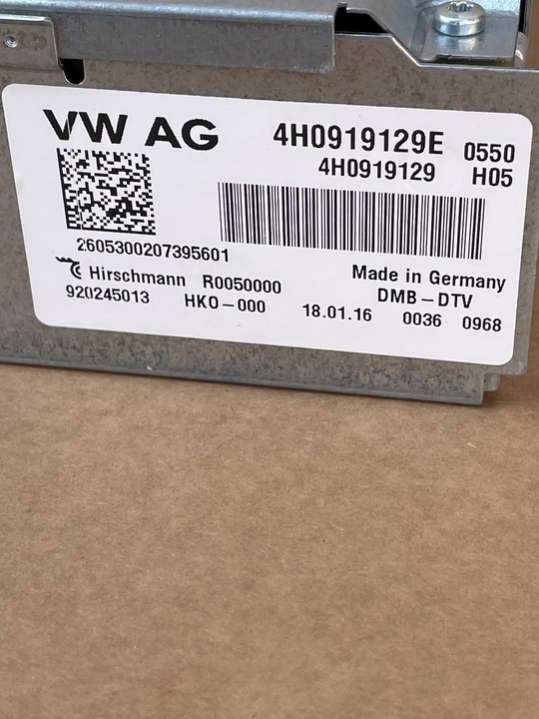 VW AG 4H0919129E 0550
4H0919129 H05
2605300207395601
Hirschmann R0050000 Made in Germany
920245013 HKO-000 18.01.16 DMB-DTV
0036 0968